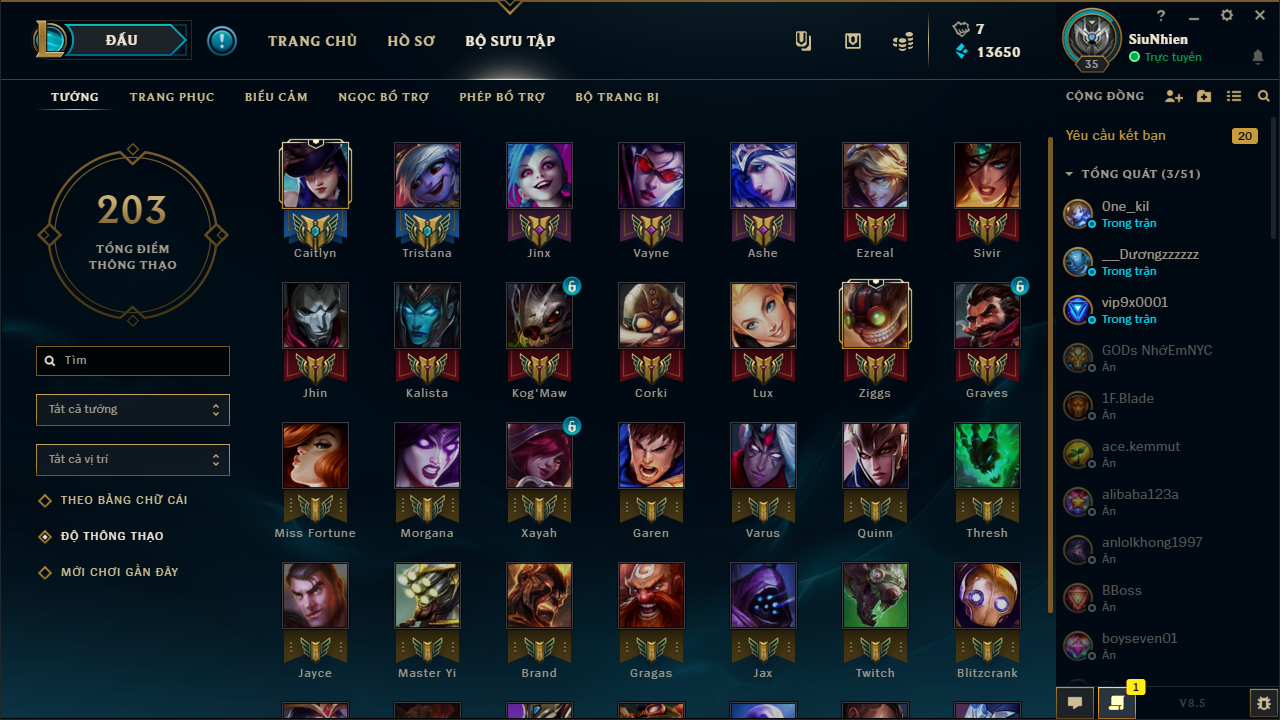 ĐẤU
!
TRANG CHỦ
HỒ SƠ
BỘ SƯU TẬP
7
13650
?
35
SiuNhien
Trực tuyến
TƯỚNG
TRANG PHỤC
BIỂU CẢM
NGỌC BỔ TRỢ
PHÉP BỔ TRỢ
BỘ TRANG BỊ
203
TỔNG ĐIỂM
THÔNG THẠO
Tìm
Tất cả tướng
Tất cả vị trí
THEO BẢNG CHỮ CÁI
ĐỘ THÔNG THẠO
MỚI CHƠI GẦN ĐÂY
Caitlyn
Tristana
Jinx
Vayne
Ashe
Ezreal
Sivir
6
6
Jhin
Kalista
Kog'Maw
Corki
Lux
Ziggs
Graves
6
Miss Fortune
Morgana
Xayah
Garen
Varus
Quinn
Thresh
Jayce
Master Yi
Brand
Gragas
Jax
Twitch
Blitzcrank
CỘNG ĐỒNG
Yêu cầu kết bạn
20
TỔNG QUÁT (3/51)
0ne_kil
Trong trận
__Dươngzzzzzz
Trong trận
vip9x0001
Trong trận
GODs NhớEmNYC
Ẩn
1F.Blade
Ẩn
ace.kemmut
Ẩn
alibaba123a
Ẩn
anlolkhong1997
Ẩn
BBoss
Ẩn
boyseven01
Ẩn
1
V8.5